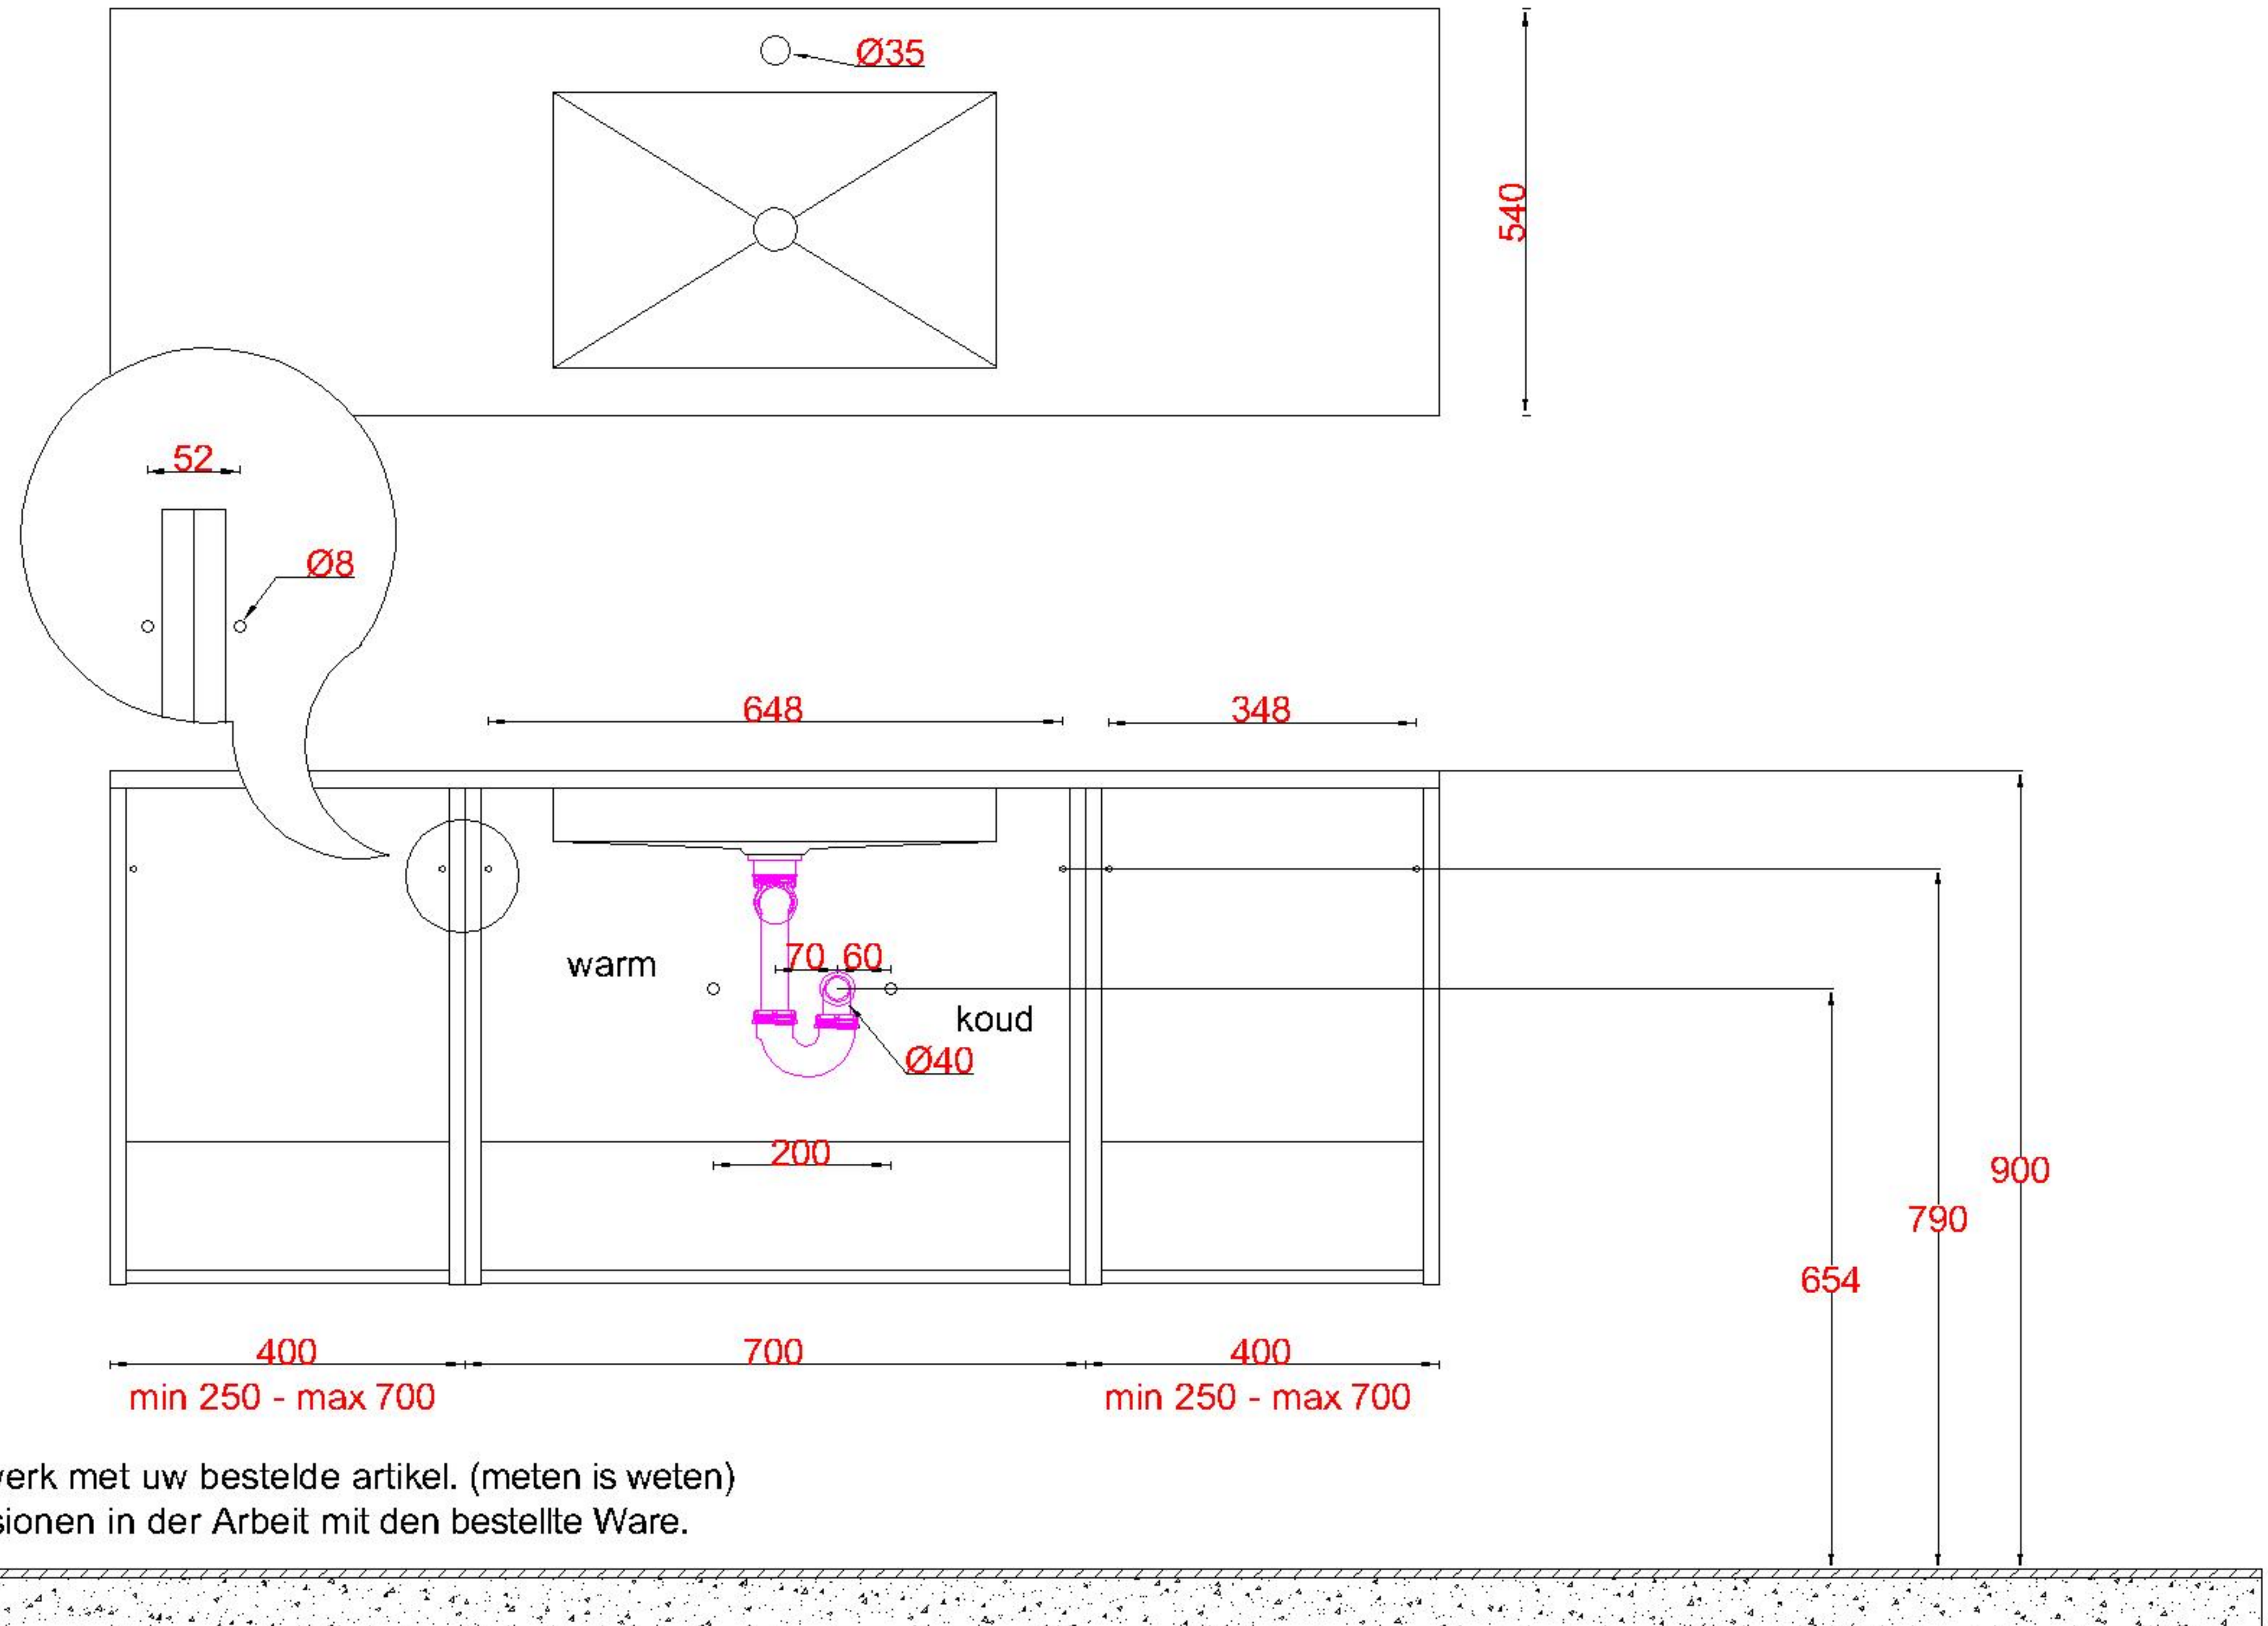 Ø35
540
52
Ø8
648 348
warm
70 60
koud
Ø40
200
900
790
654
400 700 400
min 250 - max 700 min 250 - max 700
met uw bestelde artikel. (meten is weten)
in der Arbeit mit den bestellte Ware.